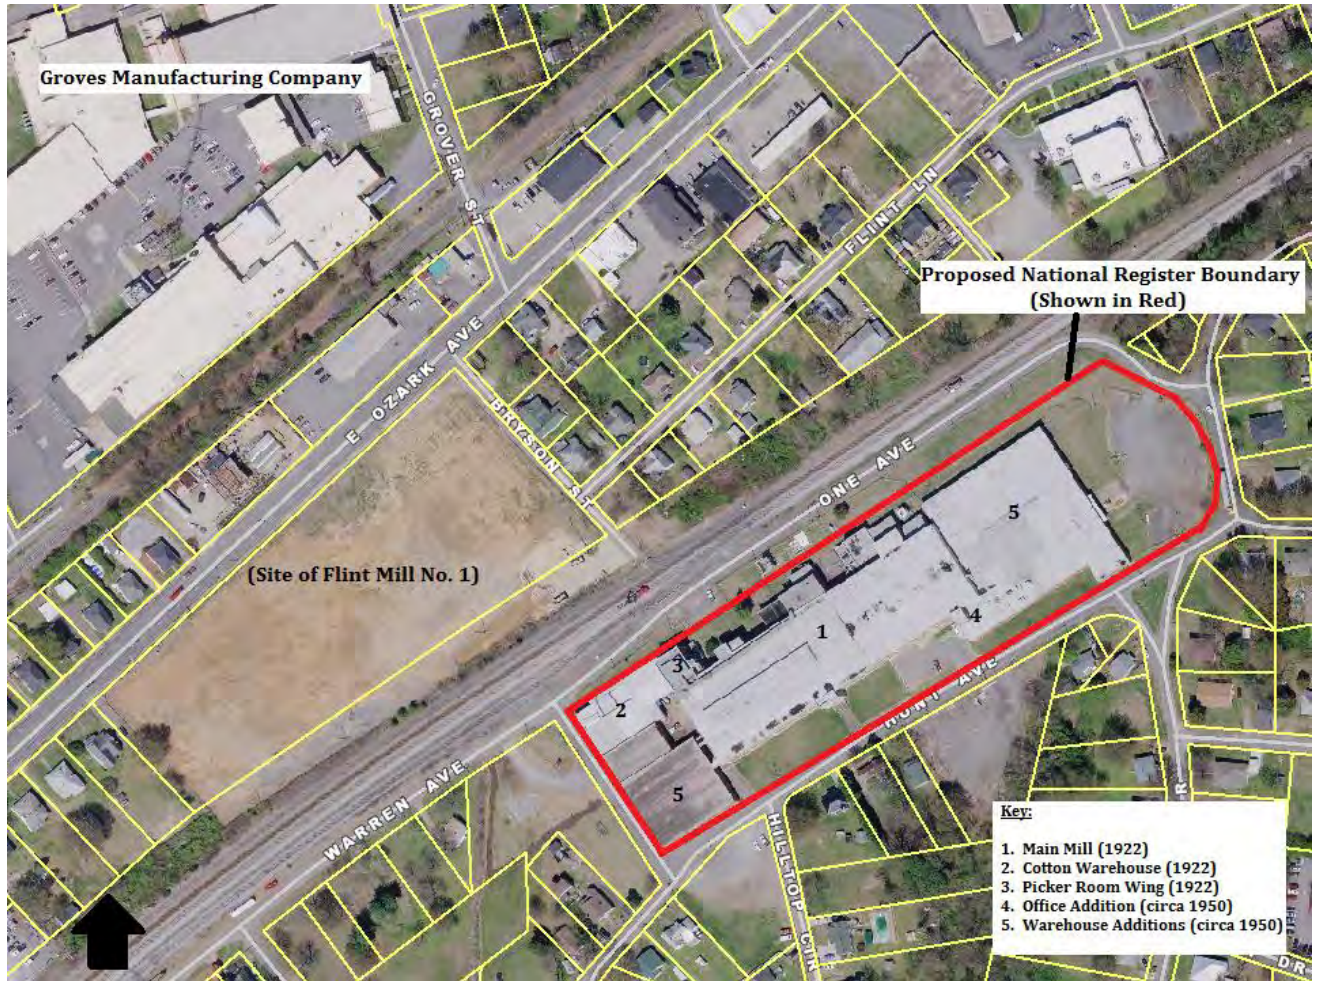 Groves Manufacturing Company
GROVER ST
FLINT LN
Proposed National Register Boundary
(Shown in Red)
E OZARK AVE
BRYSON ST
ONE AVE
5
(Site of Flint Mill No. 1)
1
4
3
2
HUNT AVE
5
WARREN AVE
HILLTOP CIR
R
Key:
1. Main Mill (1922)
2. Cotton Warehouse (1922)
3. Picker Room Wing (1922)
4. Office Addition (circa 1950)
5. Warehouse Additions (circa 1950)
DR